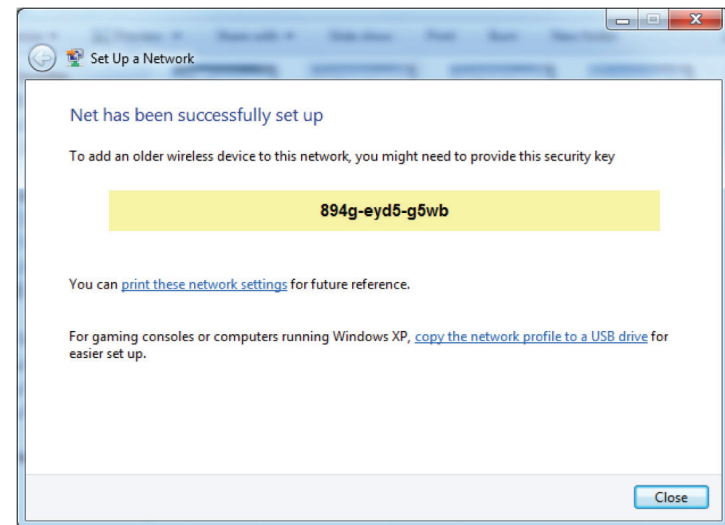 Set Up a Network
Net has been successfully set up
To add an older wireless device to this network, you might need to provide this security key
894g-eyd5-g5wb
You can print these network settings for future reference.
For gaming consoles or computers running Windows XP, copy the network profile to a USB drive for
easier set up.
Close